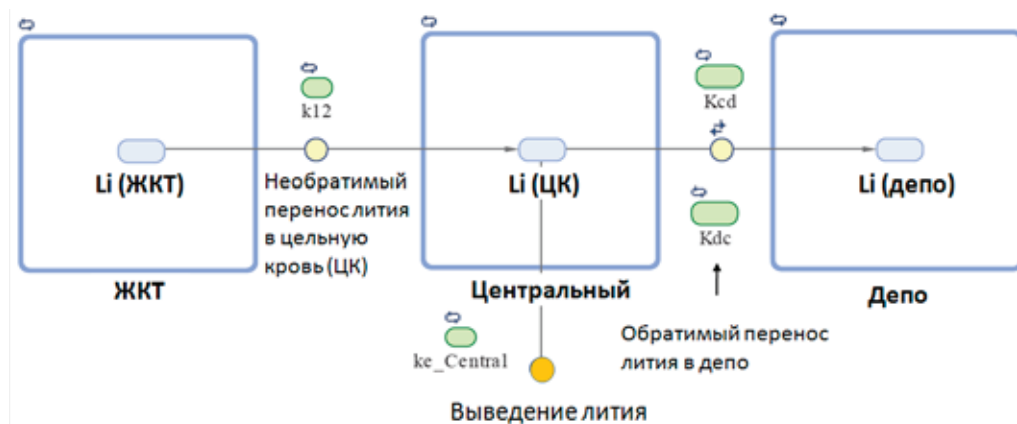 k12
Kcd
Li (ЖКТ)
Li (ЦК)
Li (депо)
Необратимый
перенос лития
в цельную
кровь (ЦК)
Kdc
ЖКТ
Центральный
Депо
ke_Central
Обратимый перенос
лития в депо
Выведение лития